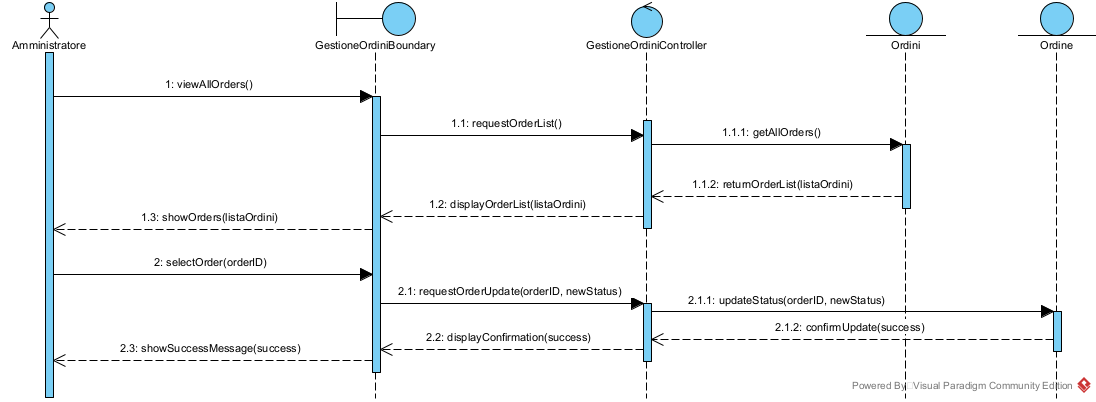 Amministratore
GestioneOrdiniBoundary
GestioneOrdiniController
Ordini
Ordine
1: viewAllOrders()
1.1: requestOrderList()
1.1.1: getAllOrders()
1.1.2: returnOrderList(listaOrdini)
1.2: displayOrderList(listaOrdini)
1.3: showOrders(listaOrdini)
2: selectOrder(orderID)
2.1: requestOrderUpdate(orderID, newStatus)
2.1.1: updateStatus(orderID, newStatus)
2.1.2: confirmUpdate(success)
2.2: displayConfirmation(success)
2.3: showSuccessMessage(success)
Powered By Visual Paradigm Community Edition